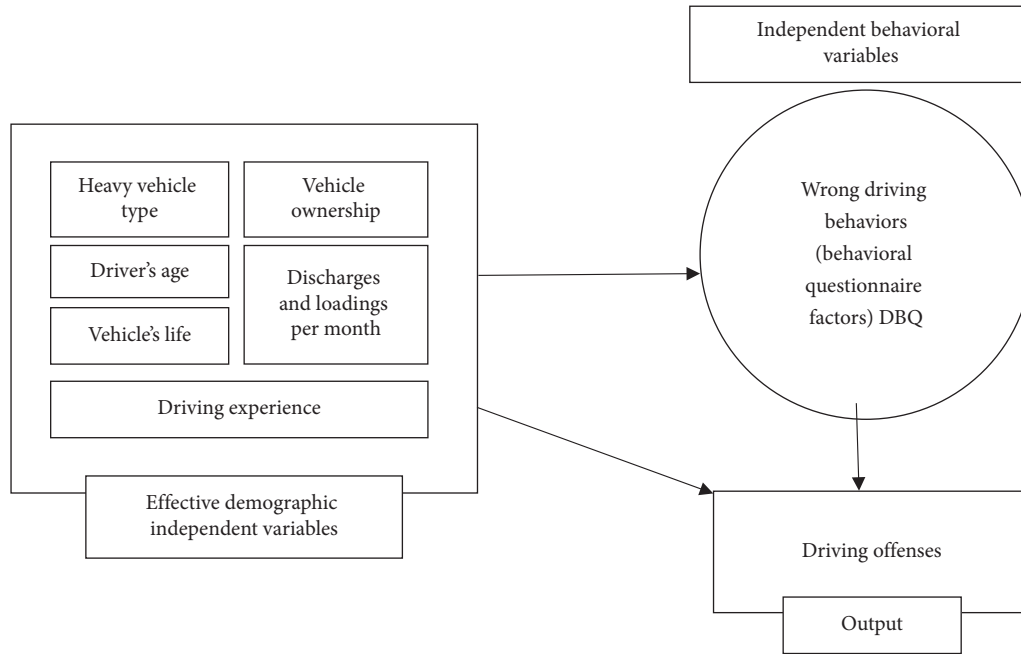 Independent behavioral
variables
Heavy vehicle
type
Vehicle
ownership
Driver's age
Discharges
and loadings
per month
Vehicle's life
Driving experience
Effective demographic
independent variables
Wrong driving
behaviors
(behavioral
questionnaire
factors) DBQ
Driving offenses
Output